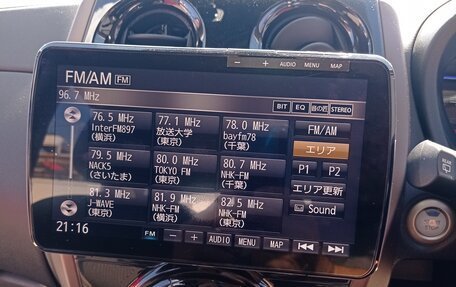 － ＋ AUDIO MENU MAP
FM/AM FM
96.7 MHz
BIT EQ 音の匠 STEREO
76.5 MHz
InterFM897
(横浜)
77.1 MHz
放送大学
(東京)
78.0 MHz
bayfm78
(千葉)
FM/AM
エリア
79.5 MHz
NACK5
(さいたま)
80.0 MHz
TOKYO FM
(東京)
80.7 MHz
NHK-FM
(千葉)
P1 P2
エリア更新
81.3 MHz
J-WAVE
(東京)
81.9 MHz
NHK-FM
(横浜)
82.5 MHz
NHK-FM
(東京)
Sound
21:16
FM － ＋ AUDIO MENU MAP